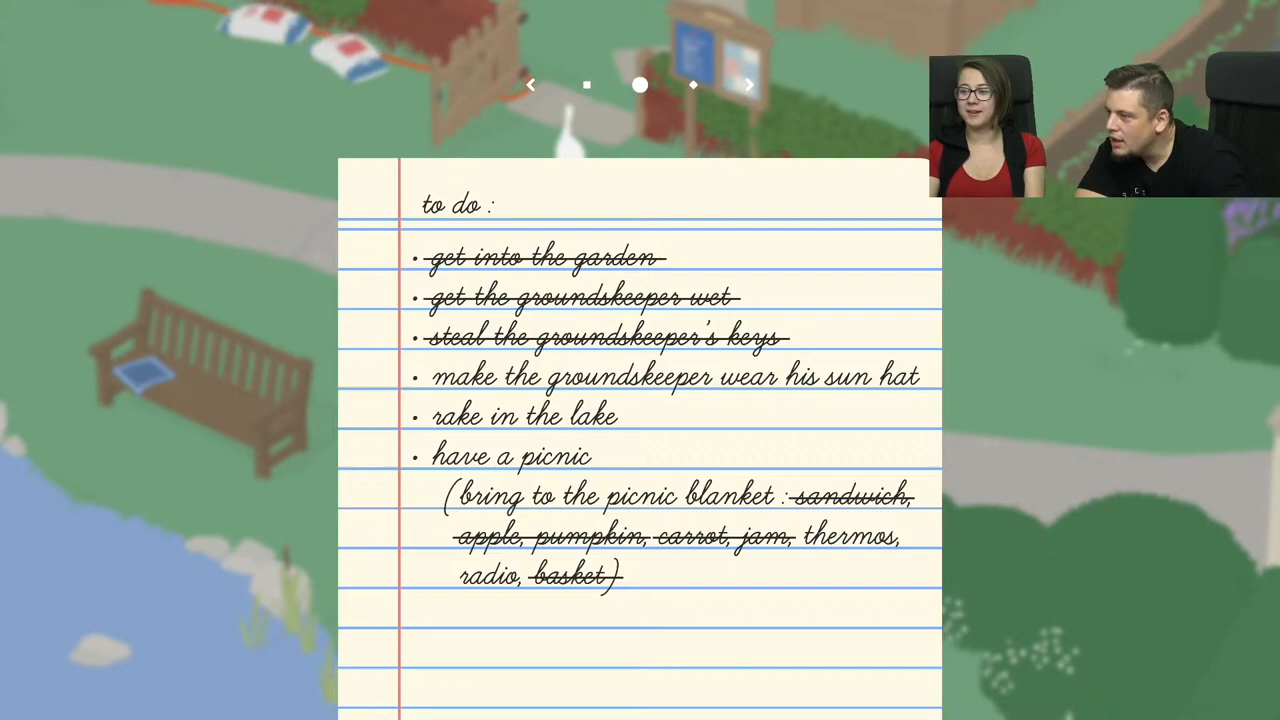 to do :
• get into the garden
• get the groundskeeper wet
• steal the groundskeeper's keys
• make the groundskeeper wear his sun hat
• rake in the lake
• have a picnic
(bring to the picnic blanket : sandwich,
apple, pumpkin, carrot, jam, thermos,
radio, basket)